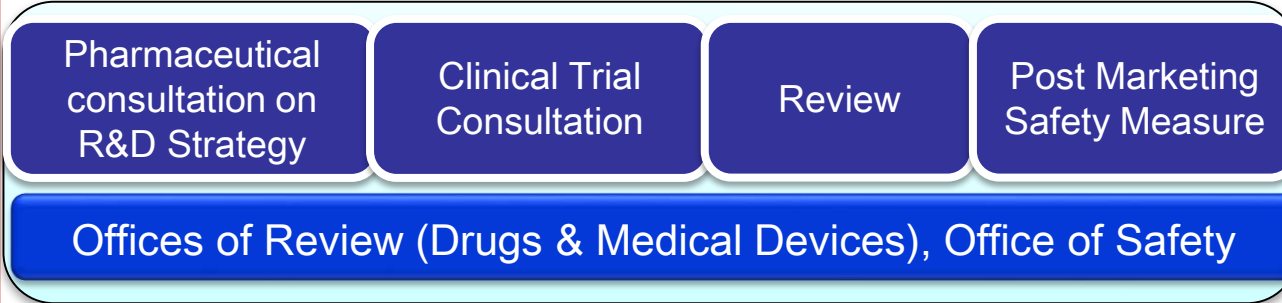 Pharmaceutical
consultation on
R&D Strategy
Clinical Trial
Consultation
Review
Post Marketing
Safety Measure
Offices of Review (Drugs & Medical Devices), Office of Safety